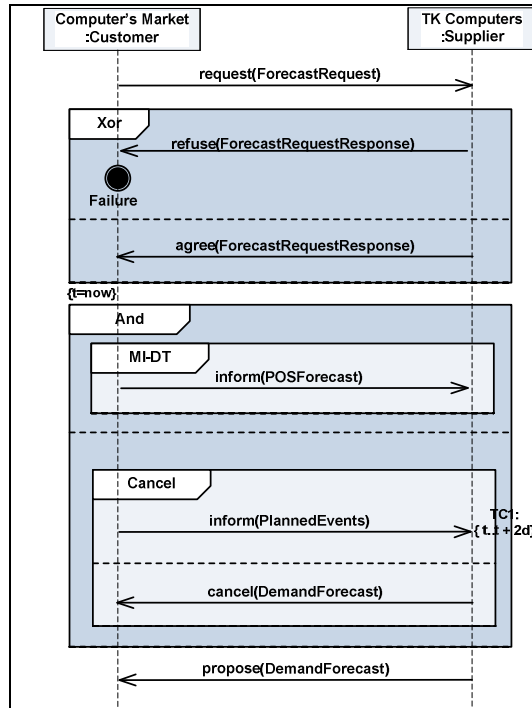 Computer's Market
:Customer
TK Computers
:Supplier
request(ForecastRequest)
Xor
refuse(ForecastRequestResponse)
Failure
agree(ForecastRequestResponse)
{t=now}
And
MI-DT
inform(POSForecast)
Cancel
inform(PlannedEvents)
TC1:
{ t..t + 2d}
cancel(DemandForecast)
propose(DemandForecast)